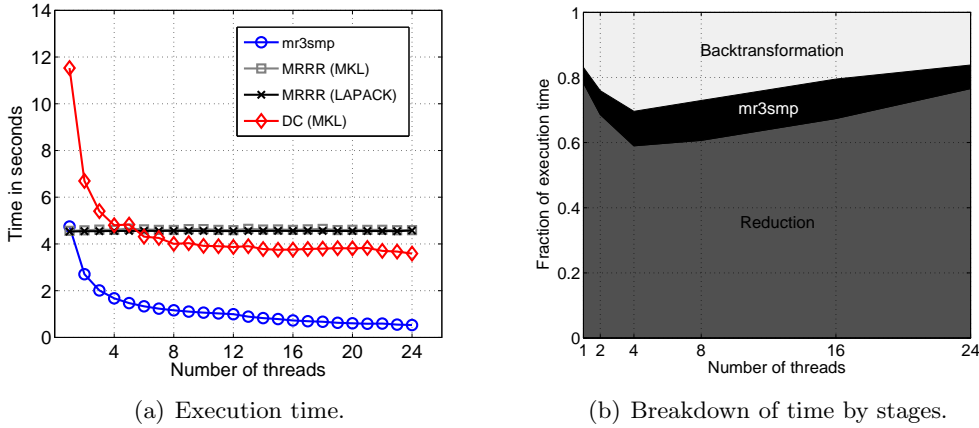 14
12
10
8
6
4
2
0
Time in seconds
mr3smp
MRRR (MKL)
MRRR (LAPACK)
DC (MKL)
4 8 12 16 20 24
Number of threads
(a) Execution time.
1
0.8
0.6
0.4
0.2
0
Fraction of execution time
Backtransformation
mr3smp
Reduction
1 2 4 8 16 24
Number of threads
(b) Breakdown of time by stages.